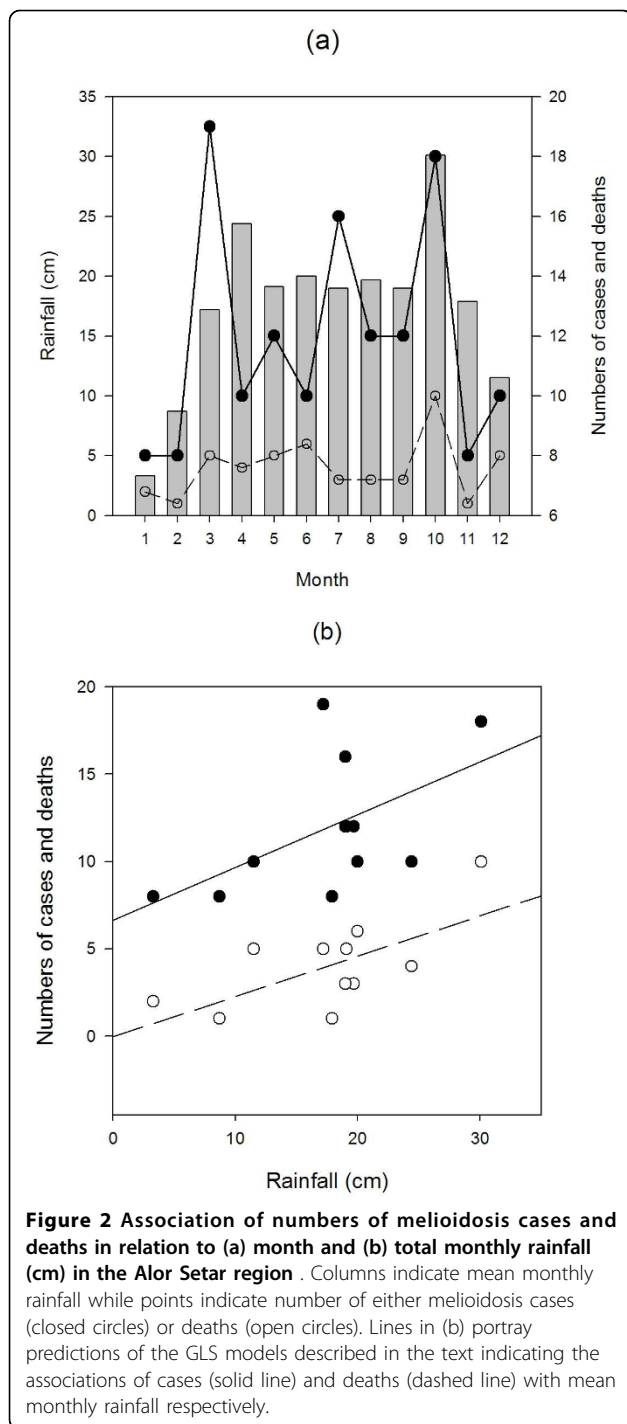 (a)
35
30
25
20
15
10
5
0
Rainfall (cm)
20
18
16
14
12
10
8
6
Numbers of cases and deaths
1 2 3 4 5 6 7 8 9 10 11 12
Month
(b)
20
15
10
5
0
Numbers of cases and deaths
0 10 20 30
Rainfall (cm)
Figure 2 Association of numbers of melioidosis cases and
deaths in relation to (a) month and (b) total monthly rainfall
(cm) in the Alor Setar region . Columns indicate mean monthly
rainfall while points indicate number of either melioidosis cases
(closed circles) or deaths (open circles). Lines in (b) portray
predictions of the GLS models described in the text indicating the
associations of cases (solid line) and deaths (dashed line) with mean
monthly rainfall respectively.